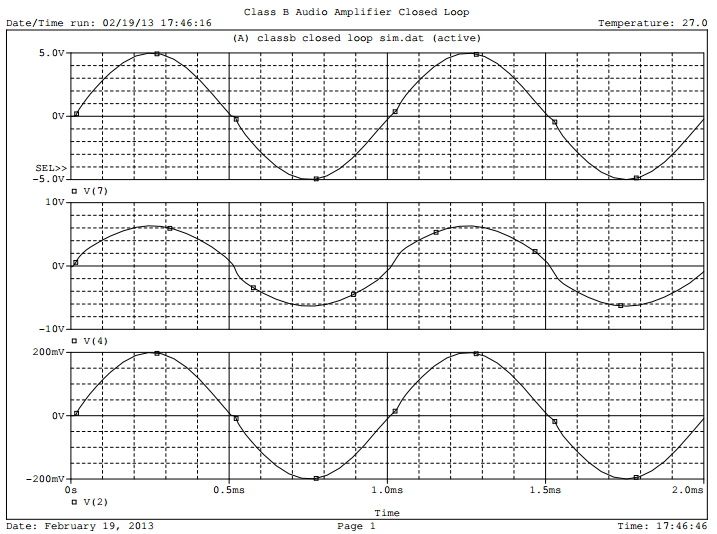 Class B Audio Amplifier Closed Loop
Date/Time run: 02/19/13 17:46:16 Temperature: 27.0
(A) classb closed loop sim.dat (active)
5.0V
0V
SEL>>
-5.0V
V(7)
10V
0V
-10V
V(4)
200mV
0V
-200mV
0s 0.5ms 1.0ms 1.5ms 2.0ms
V(2)
Time
Date: February 19, 2013 Page 1 Time: 17:46:46